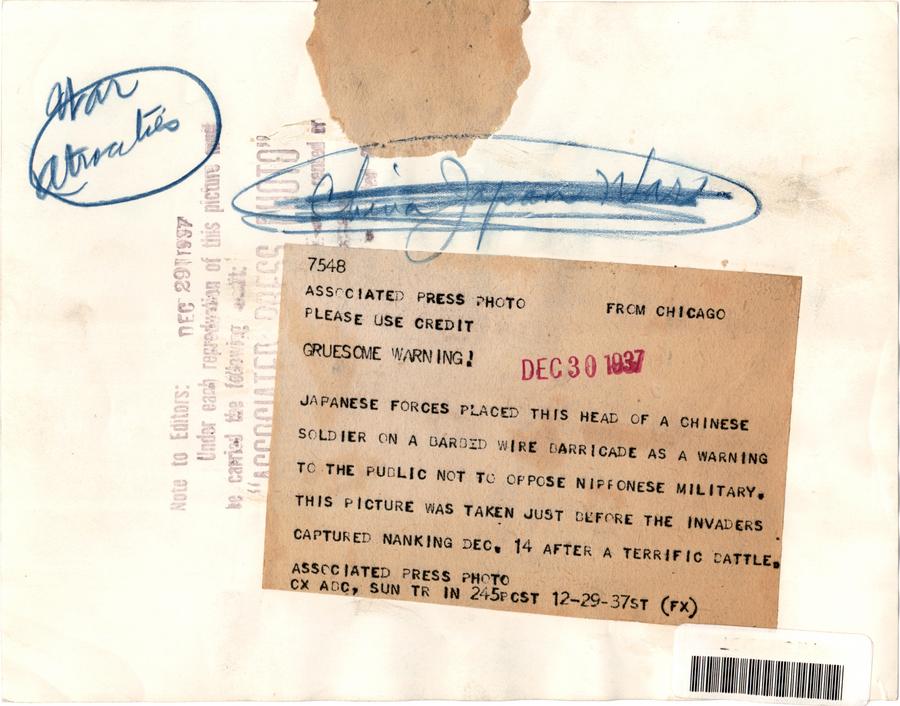 War
Atrocities
China Japan War
Note to Editors: DEC 29 1937
Under each reproduction of this picture must
be carried the following credit:
"ASSOCIATED PRESS PHOTO"
7548
ASSOCIATED PRESS PHOTO FROM CHICAGO
PLEASE USE CREDIT
GRUESOME WARNING!
DEC 30 1937
JAPANESE FORCES PLACED THIS HEAD OF A CHINESE
SOLDIER ON A BARBED WIRE BARRICADE AS A WARNING
TO THE PUBLIC NOT TO OPPOSE NIPPONESE MILITARY.
THIS PICTURE WAS TAKEN JUST BEFORE THE INVADERS
CAPTURED NANKING DEC. 14 AFTER A TERRIFIC BATTLE.
ASSOCIATED PRESS PHOTO
CX ADC, SUN TR IN 245PCST 12-29-37ST (FX)